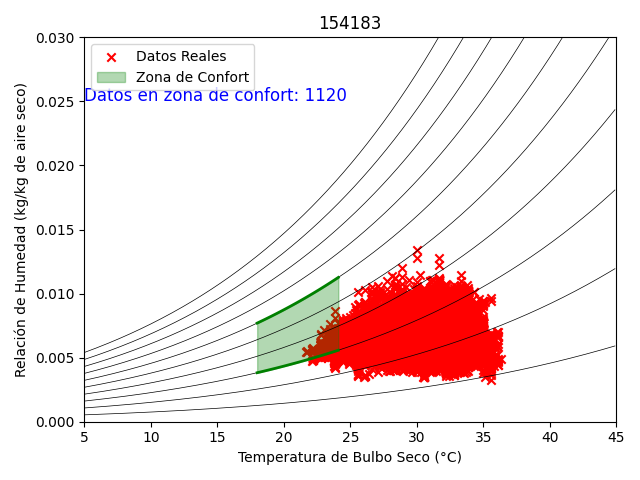 154183
Datos Reales
Zona de Confort
Datos en zona de confort: 1120
Relación de Humedad (kg/kg de aire seco)
0.030
0.025
0.020
0.015
0.010
0.005
0.000
5 10 15 20 25 30 35 40 45
Temperatura de Bulbo Seco (°C)